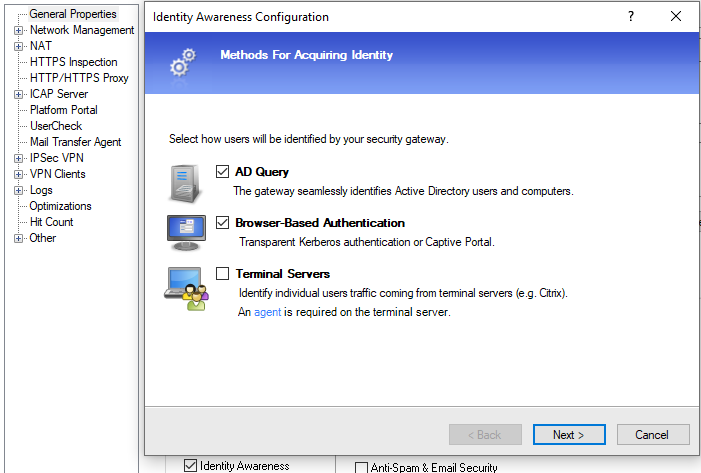 General Properties
Network Management
NAT
HTTPS Inspection
HTTP/HTTPS Proxy
ICAP Server
Platform Portal
UserCheck
Mail Transfer Agent
IPSec VPN
VPN Clients
Logs
Optimizations
Hit Count
Other
Identity Awareness Configuration
?
Methods For Acquiring Identity
Select how users will be identified by your security gateway.
AD Query
The gateway seamlessly identifies Active Directory users and computers.
Browser-Based Authentication
Transparent Kerberos authentication or Captive Portal.
Terminal Servers
Identify individual users traffic coming from terminal servers (e.g. Citrix).
An agent is required on the terminal server.
< Back Next > Cancel
Identity Awareness Anti-Spam & Email Security